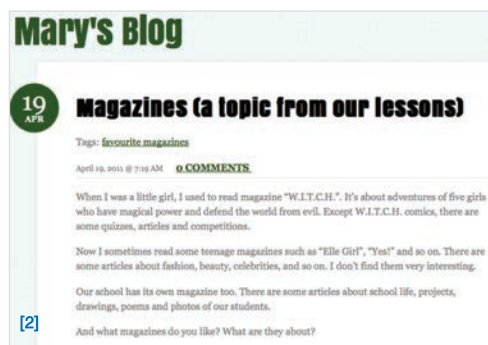 Mary's Blog
19
APR
Magazines (a topic from our lessons)
Tags: favourite magazines
April 19, 2011 @ 7:19 AM 0 COMMENTS
When I was a little girl, I used to read magazine “W.I.T.C.H.”. It's about adventures of five girls
who have magical power and defend the world from evil. Except W.I.T.C.H. comics, there are
some quizzes, articles and competitions.
Now I sometimes read some teenage magazines such as “Elle Girl”, “Yes!” and so on. There are
some articles about fashion, beauty, celebrities, and so on. I don't find them very interesting.
Our school has its own magazine too. There are some articles about school life, projects,
drawings, poems and photos of our students.
[2]
And what magazines do you like? What are they about?